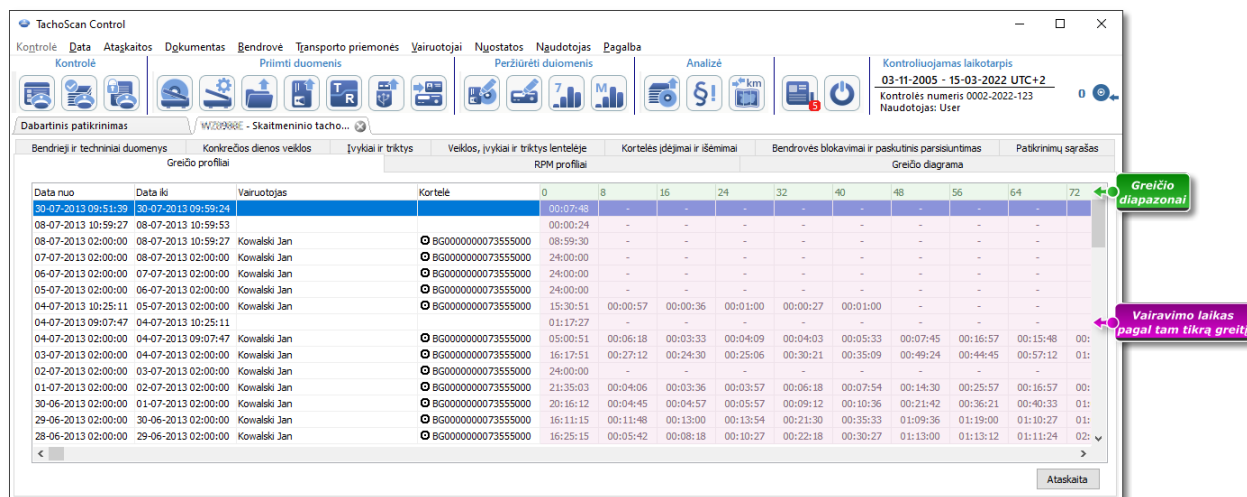 TachoScan Control
Kontrolė Data Ataskaitos Dokumentas Bendrovė Transporto priemonės Vairuotojai Nuostatos Naudotojas Pagalba
Kontrolė Priimti duomenis Peržiūrėti duiomenis Analizė Kontroliuojamas laikotarpis
03-11-2005 - 15-03-2022 UTC+2
Kontrolės numeris 0002-2022-123
Naudotojas: User
0
T R 7 M §! km 5
Dabartinis patikrinimas - Skaitmeninio tacho...
Bendrieji ir techniniai duomenys Konkrečios dienos veiklos Įvykiai ir triktys Veiklos, įvykiai ir triktys lentelėje Kortelės įdėjimai ir išėmimai Bendrovės blokavimai ir paskutinis parsisiuntimas Patikrinimų sąrašas
Greičio profiliai RPM profiliai Greičio diagrama
Data nuo Data iki Vairuotojas Kortelė 0 8 16 24 32 40 48 56 64 72
30-07-2013 09:51:39 30-07-2013 09:59:24 00:07:48 - - - - - - - -
08-07-2013 10:59:27 08-07-2013 10:59:53 00:00:24 - - - - - - - -
08-07-2013 02:00:00 08-07-2013 10:59:27 Kowalski Jan BG0000000073555000 08:59:30 - - - - - - - -
07-07-2013 02:00:00 08-07-2013 02:00:00 Kowalski Jan BG0000000073555000 24:00:00 - - - - - - - -
06-07-2013 02:00:00 07-07-2013 02:00:00 Kowalski Jan BG0000000073555000 24:00:00 - - - - - - - -
05-07-2013 02:00:00 06-07-2013 02:00:00 Kowalski Jan BG0000000073555000 24:00:00 - - - - - - - -
04-07-2013 10:25:11 05-07-2013 02:00:00 Kowalski Jan BG0000000073555000 15:30:51 00:00:57 00:00:36 00:01:00 00:00:27 00:01:00 - - -
04-07-2013 09:07:47 04-07-2013 10:25:11 01:17:27 - - - - - - - -
04-07-2013 02:00:00 04-07-2013 09:07:47 Kowalski Jan BG0000000073555000 05:00:51 00:06:18 00:03:33 00:04:09 00:04:03 00:05:33 00:07:45 00:16:57 00:15:48 00:
03-07-2013 02:00:00 04-07-2013 02:00:00 Kowalski Jan BG0000000073555000 16:17:51 00:27:12 00:24:30 00:25:06 00:30:21 00:35:09 00:49:24 00:44:45 00:57:12 01:
02-07-2013 02:00:00 03-07-2013 02:00:00 Kowalski Jan BG0000000073555000 24:00:00 - - - - - - - -
01-07-2013 02:00:00 02-07-2013 02:00:00 Kowalski Jan BG0000000073555000 21:35:03 00:04:06 00:03:36 00:03:57 00:06:18 00:07:54 00:14:30 00:25:57 00:16:57 00:
30-06-2013 02:00:00 01-07-2013 02:00:00 Kowalski Jan BG0000000073555000 20:16:12 00:04:45 00:04:57 00:05:57 00:09:12 00:10:36 00:21:42 00:36:21 00:40:33 01:
29-06-2013 02:00:00 30-06-2013 02:00:00 Kowalski Jan BG0000000073555000 16:11:15 00:11:48 00:13:00 00:13:54 00:21:30 00:35:33 01:09:36 01:19:00 01:10:27 01:
28-06-2013 02:00:00 29-06-2013 02:00:00 Kowalski Jan BG0000000073555000 16:25:15 00:05:42 00:08:18 00:10:27 00:22:18 00:30:27 01:13:00 01:13:12 01:11:24 02:
Ataskaita
Greičio
diapazonai
Vairavimo laikas
pagal tam tikrą greitį